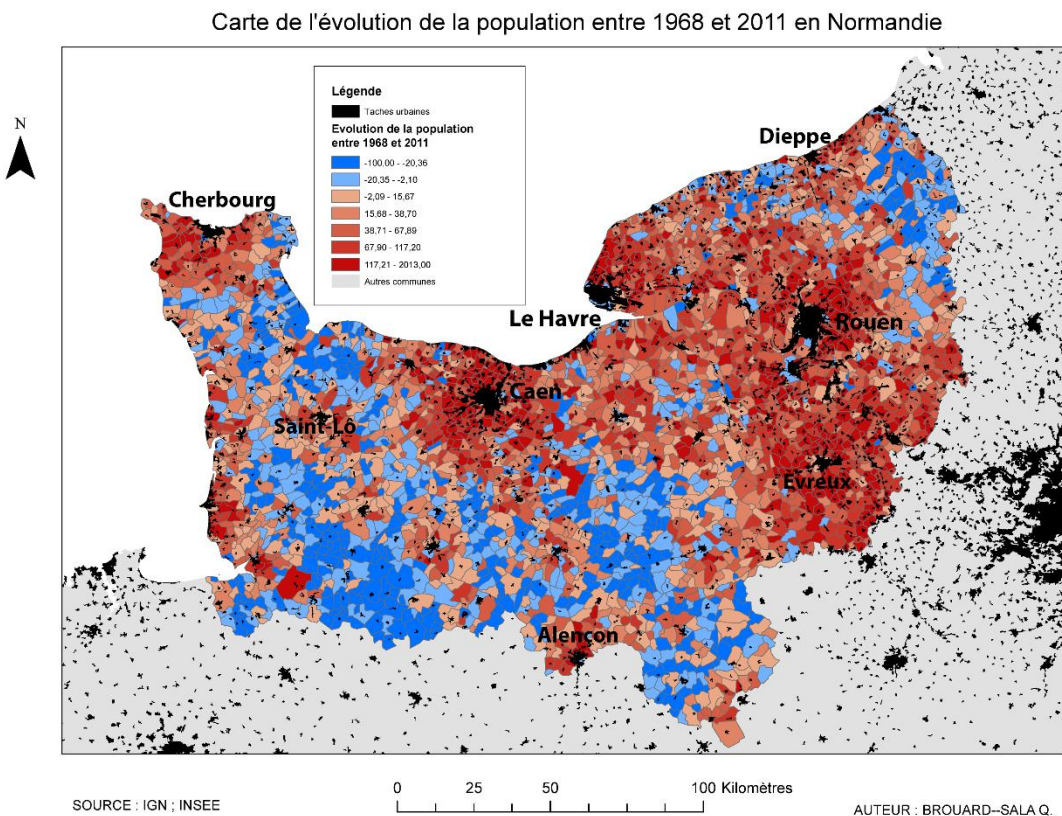 Carte de l'évolution de la population entre 1968 et 2011 en Normandie
N
Légende
Taches urbaines
Evolution de la population
entre 1968 et 2011
-100,00 - -20,36
-20,35 - -2,10
-2,09 - 15,67
15,68 - 38,70
38,71 - 67,89
67,90 - 117,20
117,21 - 2013,00
Autres communes
Dieppe
Cherbourg
Le Havre
Rouen
Caen
Saint-Lô
Evreux
Alençon
0 25 50 100 Kilomètres
SOURCE : IGN ; INSEE
AUTEUR : BROUARD--SALA Q.